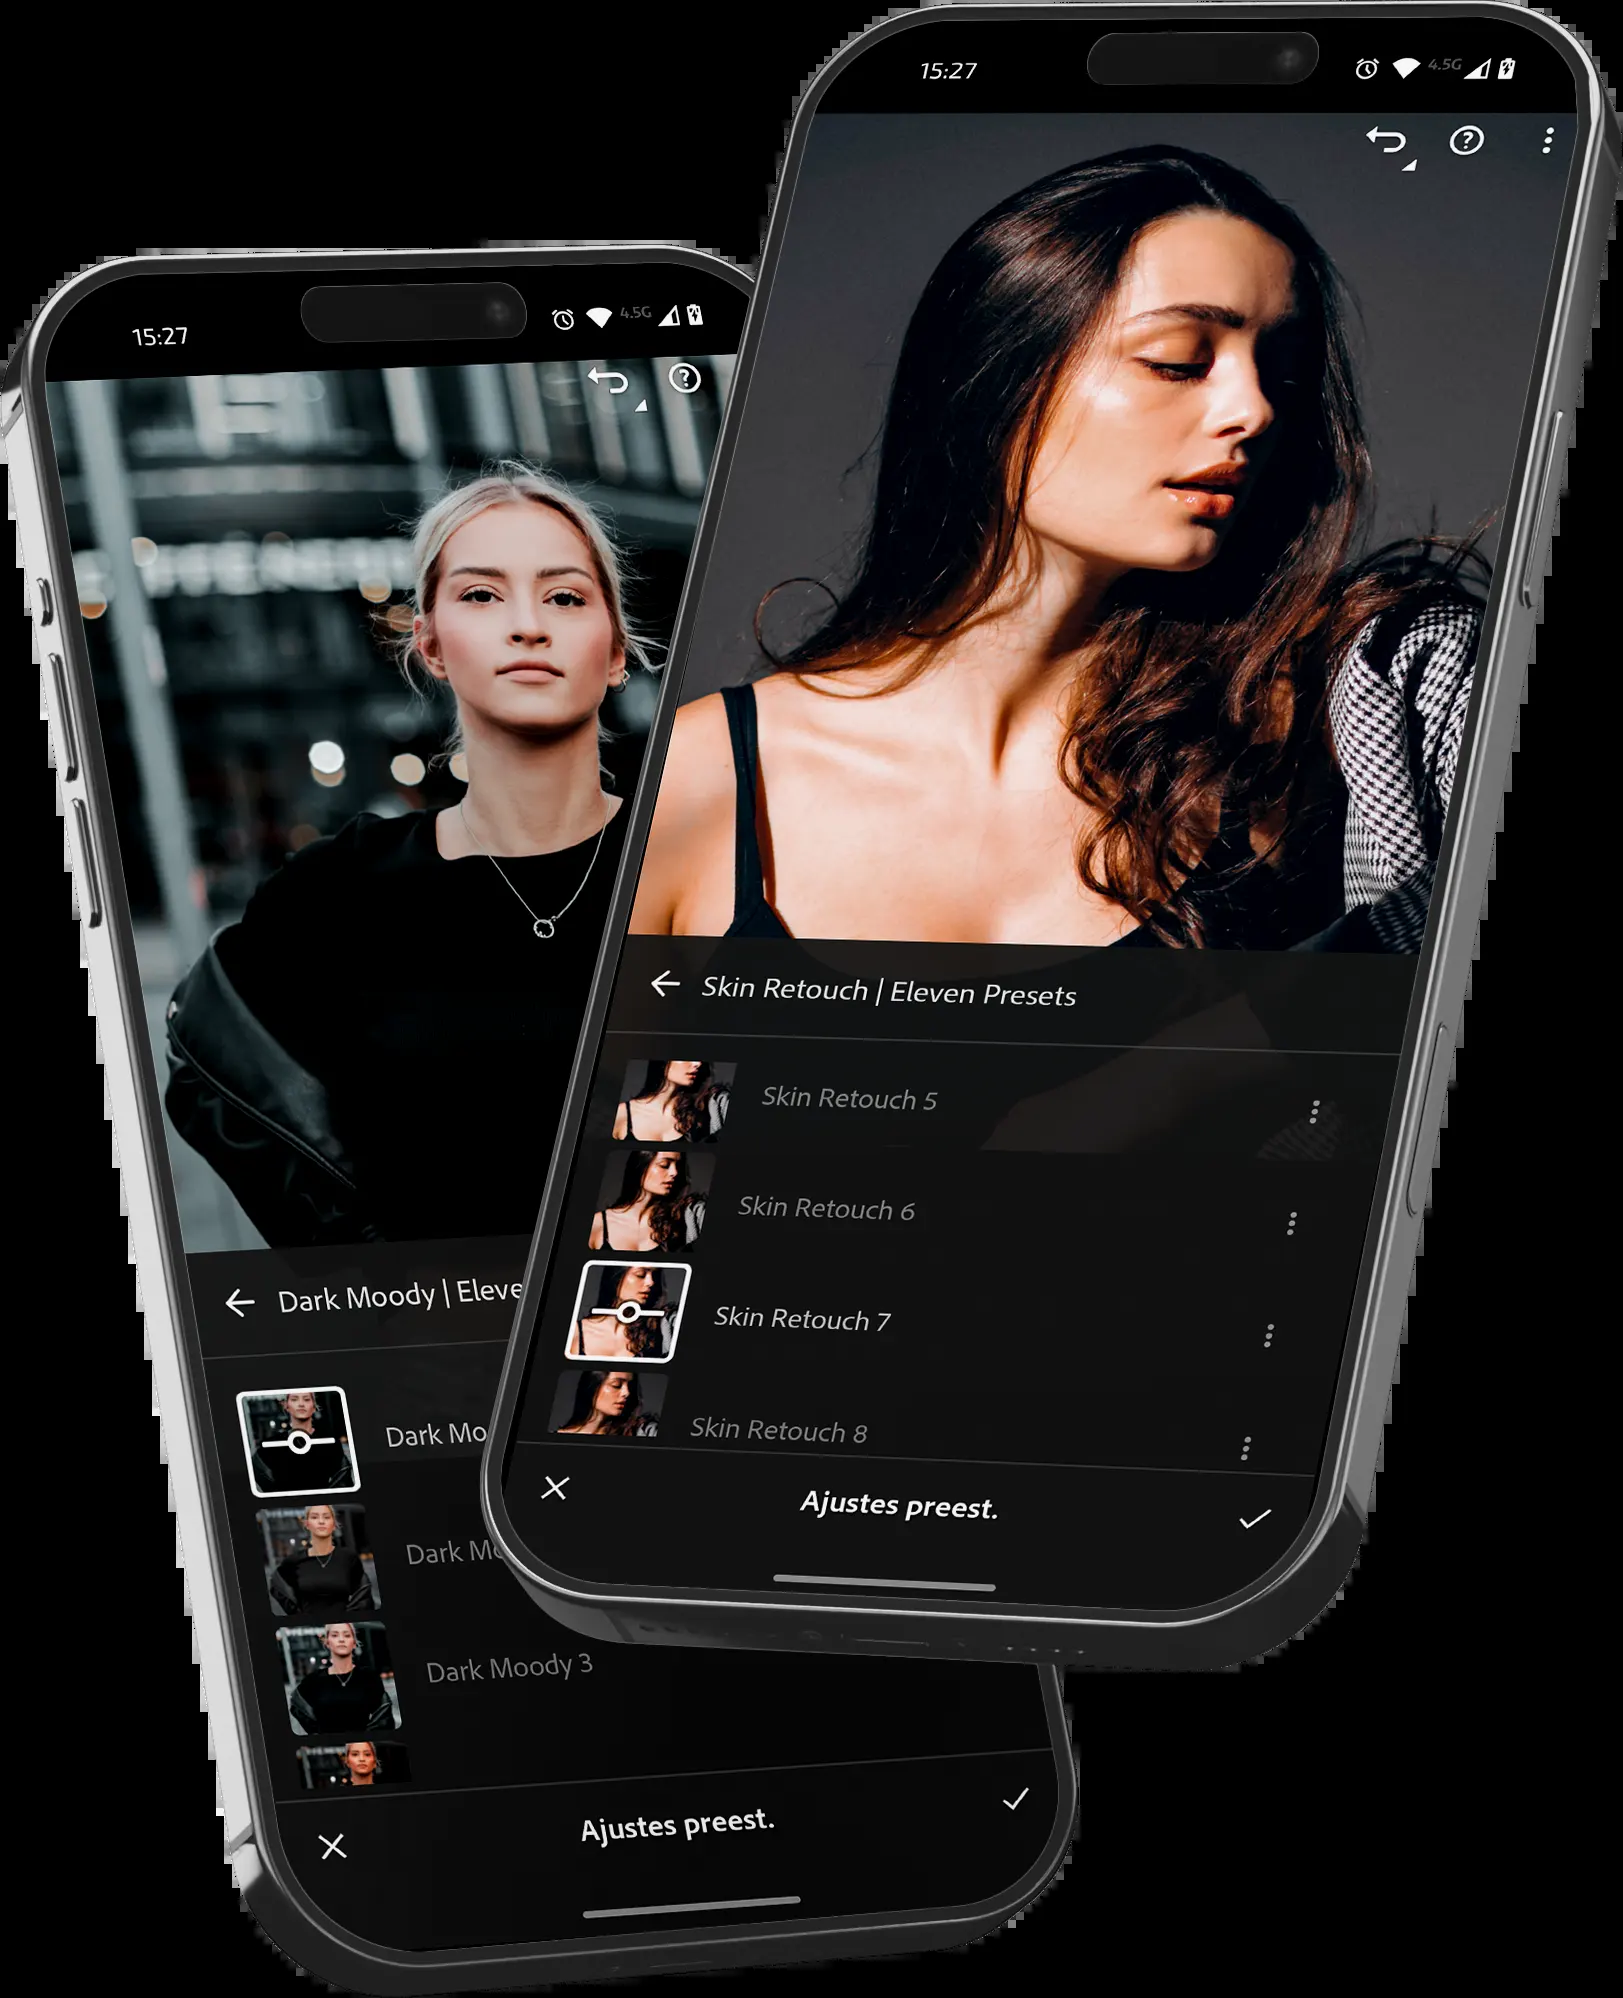 15:27
4.5G
Skin Retouch | Eleven Presets
Skin Retouch 5
Skin Retouch 6
Skin Retouch 7
Skin Retouch 8
Ajustes preest.
15:27
4.5G
Dark Moody | Eleve
Dark Mo
Dark Mo
Dark Moody 3
Ajustes preest.